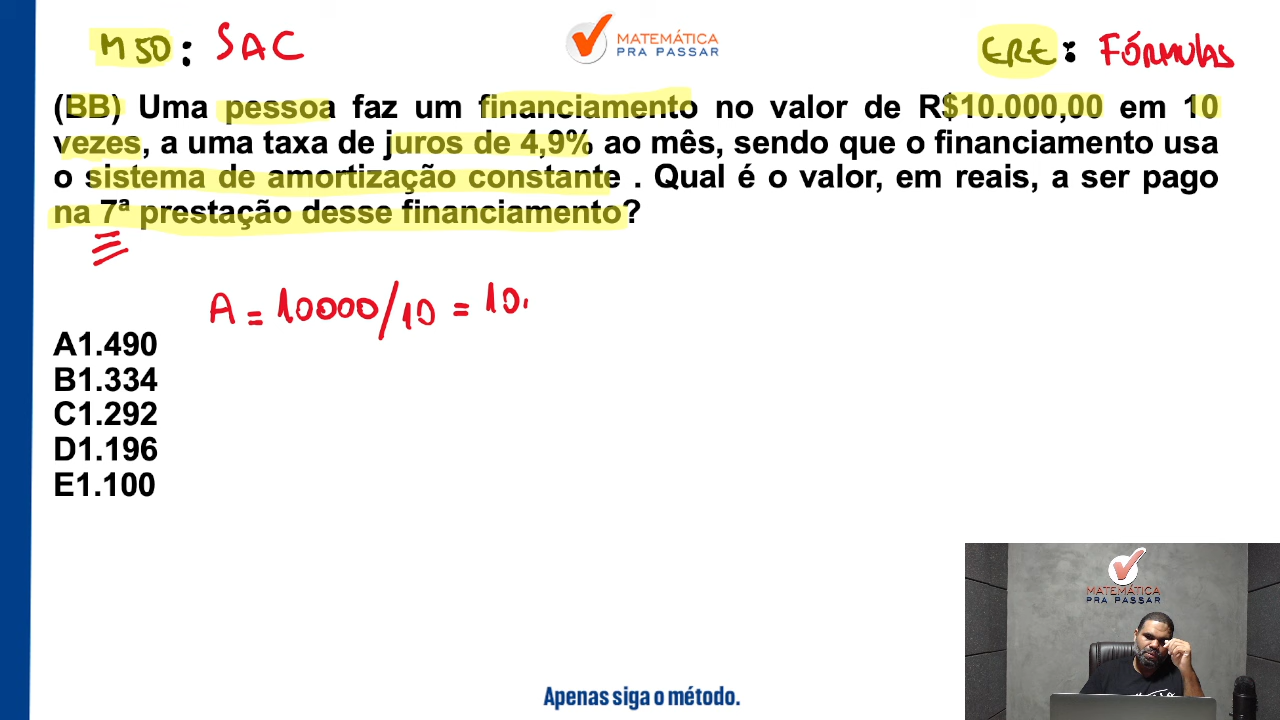 M50 : SAC
MATEMÁTICA
PRA PASSAR
ERE : FÓRMULAS
(BB) Uma pessoa faz um financiamento no valor de R$10.000,00 em 10
vezes, a uma taxa de juros de 4,9% ao mês, sendo que o financiamento usa
o sistema de amortização constante . Qual é o valor, em reais, a ser pago
na 7ª prestação desse financiamento?
A = 10000/10 = 10.
A1.490
B1.334
C1.292
D1.196
E1.100
MATEMÁTICA
PRA PASSAR
Apenas siga o método.